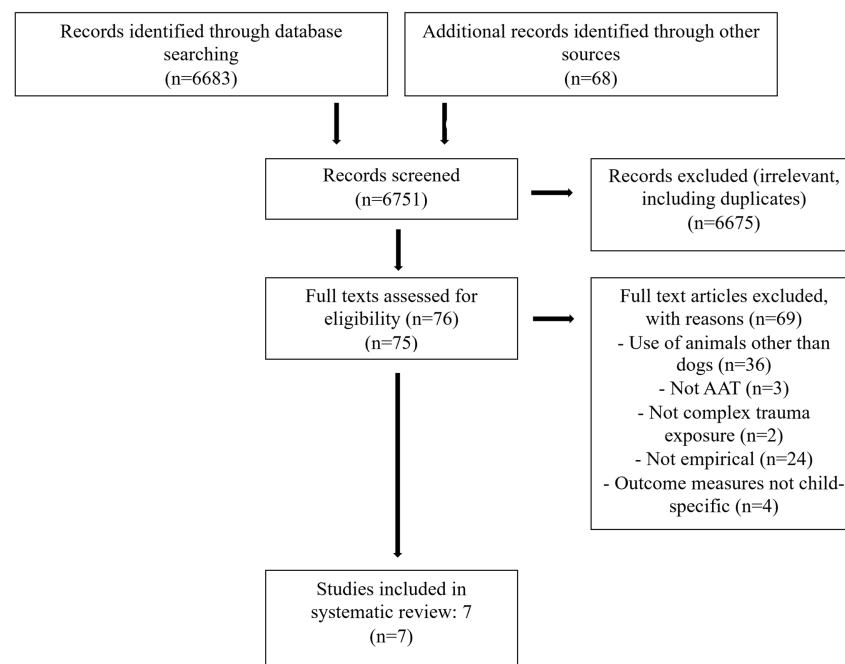 Records identified through database
searching
(n=6683)
Additional records identified through other
sources
(n=68)
Records screened
(n=6751)
Records excluded (irrelevant,
including duplicates)
(n=6675)
Full texts assessed for
eligibility (n=76)
(n=75)
Full text articles excluded,
with reasons (n=69)
- Use of animals other than
dogs (n=36)
- Not AAT (n=3)
- Not complex trauma
exposure (n=2)
- Not empirical (n=24)
- Outcome measures not child-
specific (n=4)
Studies included in
systematic review: 7
(n=7)